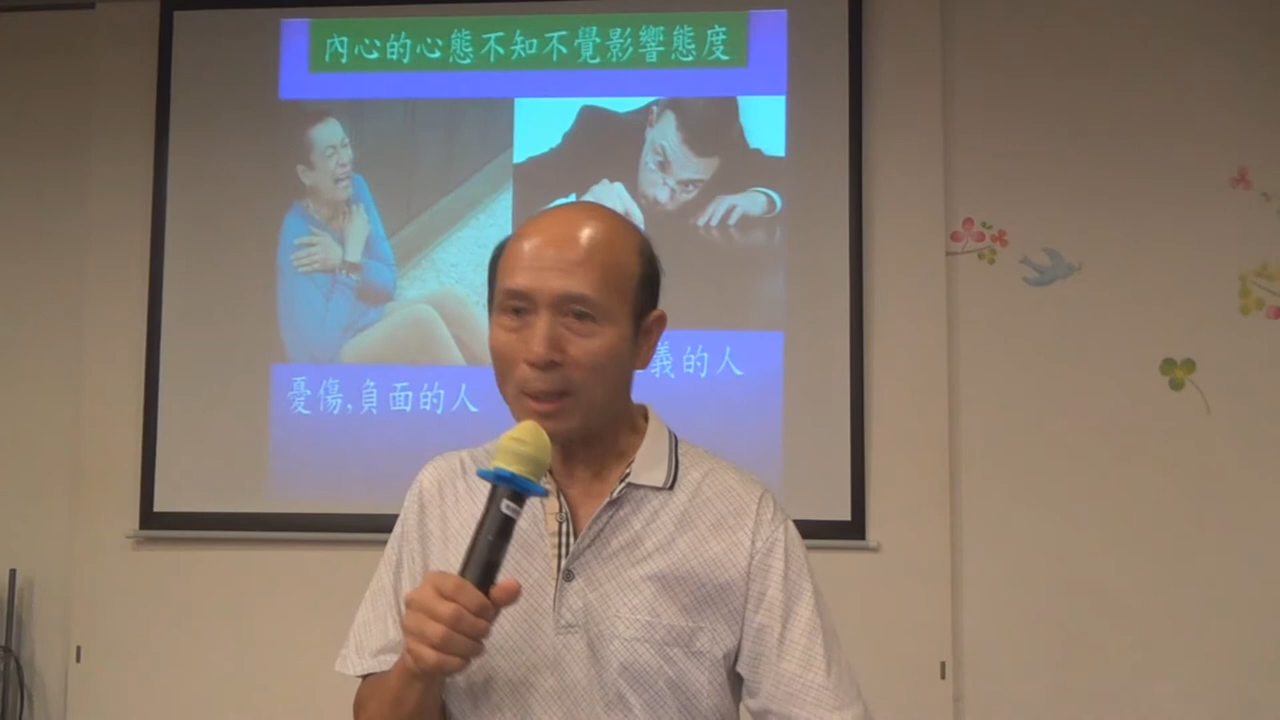 內心的心態不知不覺影響態度
憂傷,負面的人
義的人